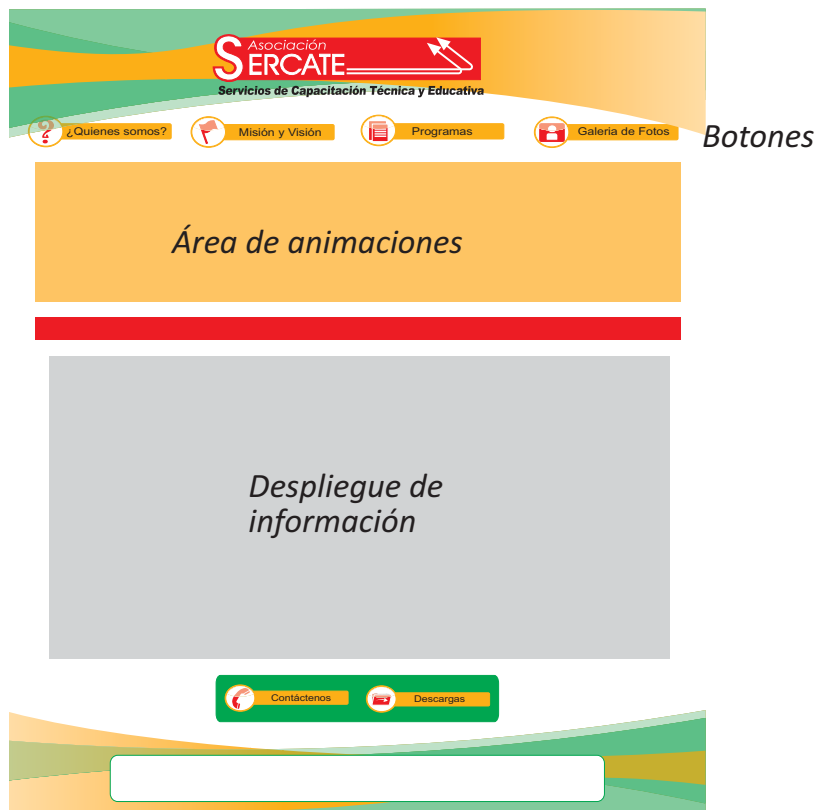 Asociación
SERCATE
Servicios de Capacitación Técnica y Educativa
¿Quienes somos?
Misión y Visión
Programas
Galeria de Fotos
Botones
Área de animaciones
Despliegue de
información
Contáctenos
Descargas